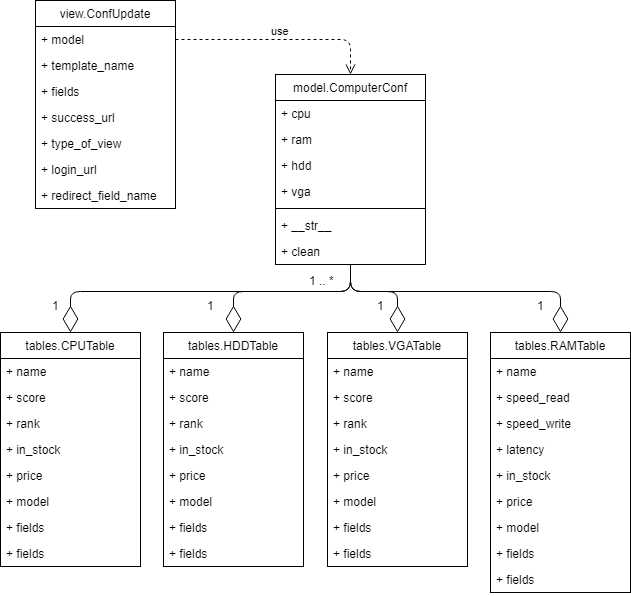 view.ConfUpdate
+ model
+ template_name
+ fields
+ success_url
+ type_of_view
+ login_url
+ redirect_field_name
use
model.ComputerConf
+ cpu
+ ram
+ hdd
+ vga
+ __str__
+ clean
1 .. *
1
1
1
1
tables.CPUTable
+ name
+ score
+ rank
+ in_stock
+ price
+ model
+ fields
+ fields
tables.HDDTable
+ name
+ score
+ rank
+ in_stock
+ price
+ model
+ fields
+ fields
tables.VGATable
+ name
+ score
+ rank
+ in_stock
+ price
+ model
+ fields
+ fields
tables.RAMTable
+ name
+ speed_read
+ speed_write
+ latency
+ in_stock
+ price
+ model
+ fields
+ fields